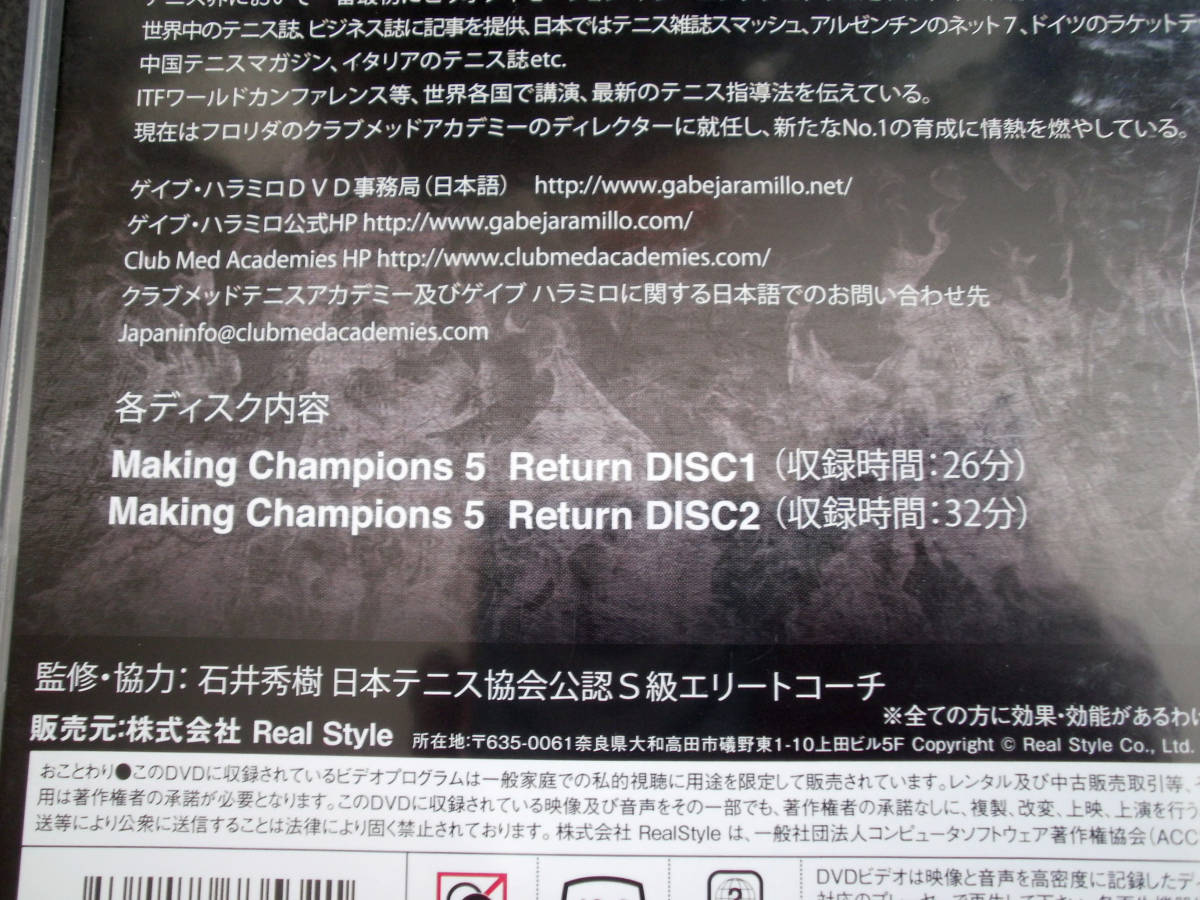 世界中のテニス誌、ビジネス誌に記事を提供、日本ではテニス雑誌スマッシュ、アルゼンチンのネット７、ドイツのラケットテ
中国テニスマガジン、イタリアのテニス誌etc.
ITFワールドカンファレンス等、世界各国で講演、最新のテニス指導法を伝えている。
現在はフロリダのクラブメッドアカデミーのディレクターに就任し、新たなNo.1の育成に情熱を燃やしている。
ゲイブ・ハラミロＤＶＤ事務局（日本語） http://www.gabejaramillo.net/
ゲイブ・ハラミロ公式HP http://www.gabejaramillo.com/
Club Med Academies HP http://www.clubmedacademies.com/
クラブメッドテニスアカデミー及びゲイブ ハラミロに関する日本語でのお問い合わせ先
Japaninfo@clubmedacademies.com
各ディスク内容
Making Champions 5 Return DISC1（収録時間：26分）
Making Champions 5 Return DISC2（収録時間：32分）
監修・協力： 石井秀樹 日本テニス協会公認Ｓ級エリートコーチ
※全ての方に効果・効能があるわけ
販売元：株式会社 Real Style 所在地：〒635-0061奈良県大和高田市礒野東1-10上田ビル5F Copyright © Real Style Co., Ltd.
おことわり●このDVDに収録されているビデオプログラムは一般家庭での私的視聴に用途を限定して販売されています。レンタル及び中古販売取引等、
用は著作権者の承諾が必要となります。このDVDに収録されている映像及び音声をその一部でも、著作権者の承諾なしに、複製、改変、上映、上演を行う
送等により公衆に送信することは法律により固く禁止されております。株式会社 RealStyle は、一般社団法人コンピュータソフトウェア著作権協会（ACC
DVDビデオは映像と音声を高密度に記録したディ